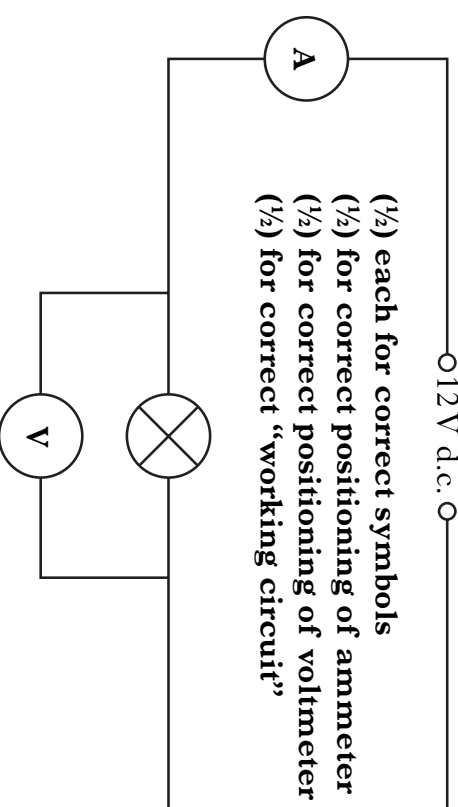 12 V d.c.
A
(½) each for correct symbols
(½) for correct positioning of ammeter
(½) for correct positioning of voltmeter
(½) for correct “working circuit”
V